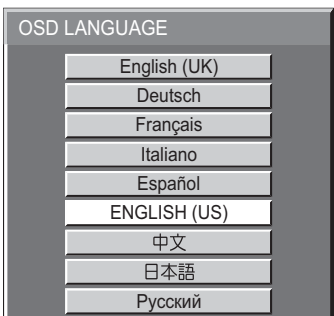 OSD LANGUAGE
English (UK)
Deutsch
Français
Italiano
Español
ENGLISH (US)
中文
日本語
Русский